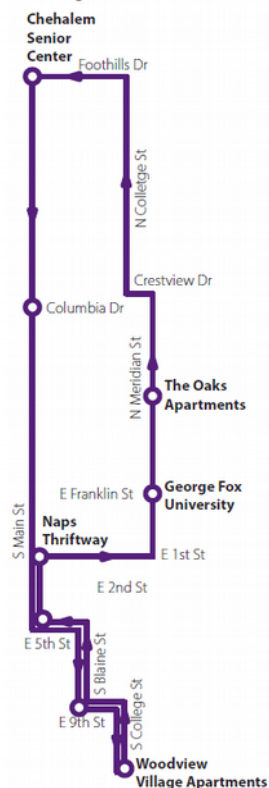 Chehalem
Senior
Center
Foothills Dr
N Colletge St
Crestview Dr
Columbia Dr
N Meridian St
The Oaks
Apartments
E Franklin St
George Fox
University
S Main St
Naps
Thriftway
E 1st St
E 2nd St
E 5th St
S Blaine St
E 9th St
S College St
Woodview
Village Apartments